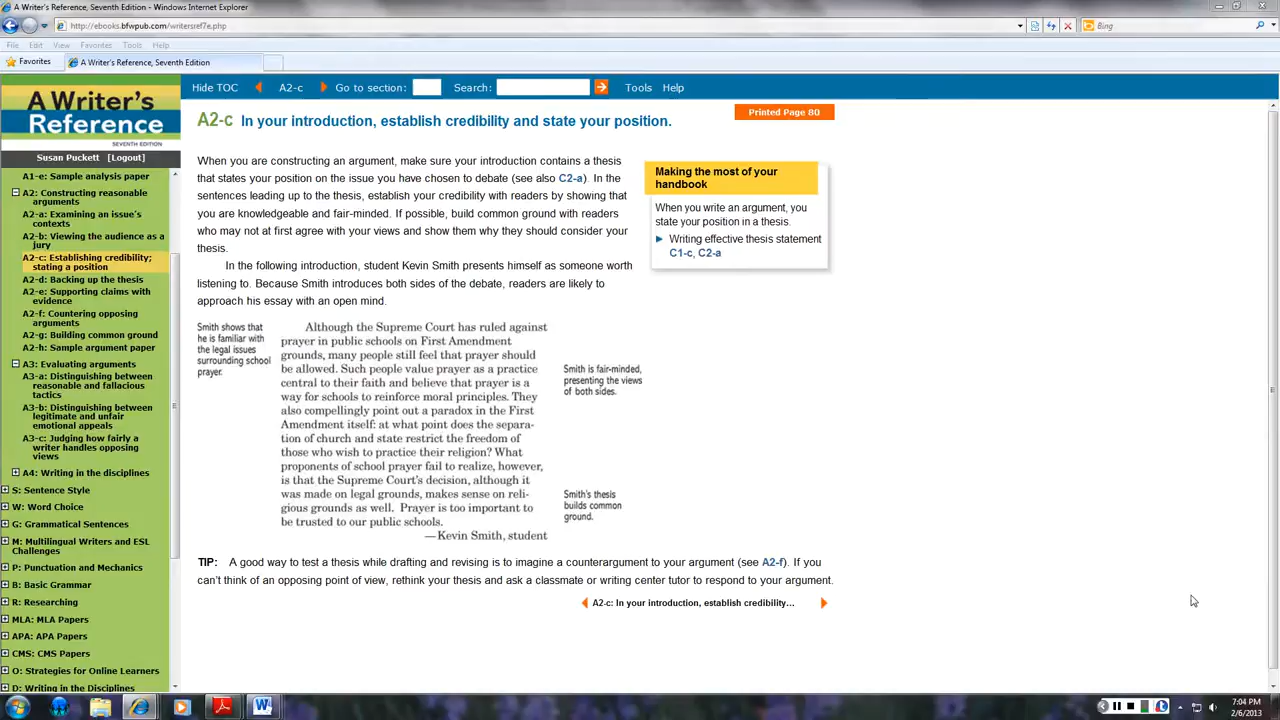 A Writer's Reference, Seventh Edition - Windows Internet Explorer
http://ebooks.bfwpub.com/writersref7e.php
Bing
File Edit View Favorites Tools Help
Favorites
A Writer's Reference, Seventh Edition
A Writer's
Reference
SEVENTH EDITION
Susan Puckett [Logout]
A1-e: Sample analysis paper
A2: Constructing reasonable
arguments
A2-a: Examining an issue's
contexts
A2-b: Viewing the audience as a
jury
A2-c: Establishing credibility;
stating a position
A2-d: Backing up the thesis
A2-e: Supporting claims with
evidence
A2-f: Countering opposing
arguments
A2-g: Building common ground
A2-h: Sample argument paper
A3: Evaluating arguments
A3-a: Distinguishing between
reasonable and fallacious
tactics
A3-b: Distinguishing between
legitimate and unfair
emotional appeals
A3-c: Judging how fairly a
writer handles opposing
views
A4: Writing in the disciplines
S: Sentence Style
W: Word Choice
G: Grammatical Sentences
M: Multilingual Writers and ESL
Challenges
P: Punctuation and Mechanics
B: Basic Grammar
R: Researching
MLA: MLA Papers
APA: APA Papers
CMS: CMS Papers
O: Strategies for Online Learners
D: Writing in the Disciplines
Hide TOC A2-c Go to section: Search: Tools Help
A2-c In your introduction, establish credibility and state your position.
Printed Page 80
When you are constructing an argument, make sure your introduction contains a thesis
that states your position on the issue you have chosen to debate (see also C2-a). In the
sentences leading up to the thesis, establish your credibility with readers by showing that
you are knowledgeable and fair-minded. If possible, build common ground with readers
who may not at first agree with your views and show them why they should consider your
thesis.
In the following introduction, student Kevin Smith presents himself as someone worth
listening to. Because Smith introduces both sides of the debate, readers are likely to
approach his essay with an open mind.
Making the most of your
handbook
When you write an argument, you
state your position in a thesis.
Writing effective thesis statement
C1-c, C2-a
Smith shows that
he is familiar with
the legal issues
surrounding school
prayer.
Although the Supreme Court has ruled against
prayer in public schools on First Amendment
grounds, many people still feel that prayer should
be allowed. Such people value prayer as a practice
central to their faith and believe that prayer is a
way for schools to reinforce moral principles. They
also compellingly point out a paradox in the First
Amendment itself: at what point does the separa-
tion of church and state restrict the freedom of
those who wish to practice their religion? What
proponents of school prayer fail to realize, however,
is that the Supreme Court's decision, although it
was made on legal grounds, makes sense on reli-
gious grounds as well. Prayer is too important to
be trusted to our public schools.
—Kevin Smith, student
Smith is fair-minded,
presenting the views
of both sides.
Smith's thesis
builds common
ground.
TIP: A good way to test a thesis while drafting and revising is to imagine a counterargument to your argument (see A2-f). If you
can't think of an opposing point of view, rethink your thesis and ask a classmate or writing center tutor to respond to your argument.
A2-c: In your introduction, establish credibility...
7:04 PM
2/6/2013